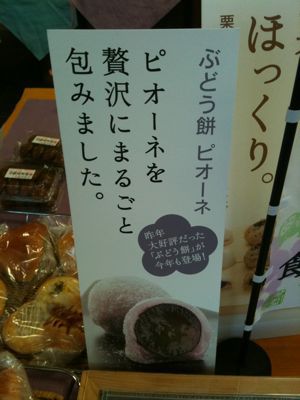 ぶどう餅 ピオーネ
ピオーネを
贅沢にまるごと
包みました。
昨年
大好評だった
「ぶどう餅」が
今年も登場!
栗
ほっくり。